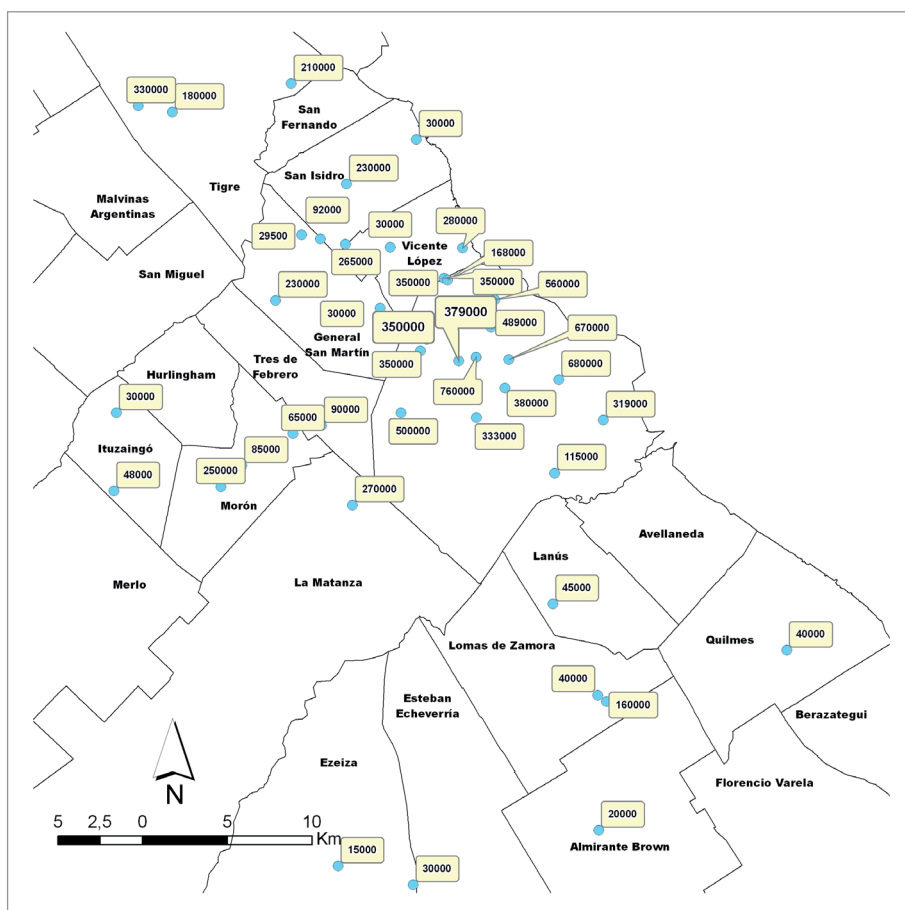 210000
330000
180000
San
Fernando
30000
San Isidro
230000
Tigre
Malvinas
Argentinas
92000
30000
280000
29500
Vicente
López
168000
265000
San Miguel
350000
350000
560000
230000
30000
350000
379000
489000
670000
General
San Martín
350000
Tres de
Febrero
680000
Hurlingham
760000
380000
30000
65000
90000
500000
319000
333000
Ituzaingó
85000
115000
48000
250000
270000
Morón
Avellaneda
Lanús
Merlo
La Matanza
45000
Lomas de Zamora
Quilmes
40000
40000
Esteban
Echeverría
160000
Berazategui
Ezeiza
Florencio Varela
N
5 2,5 0 5 10
Km
20000
Almirante Brown
15000
30000